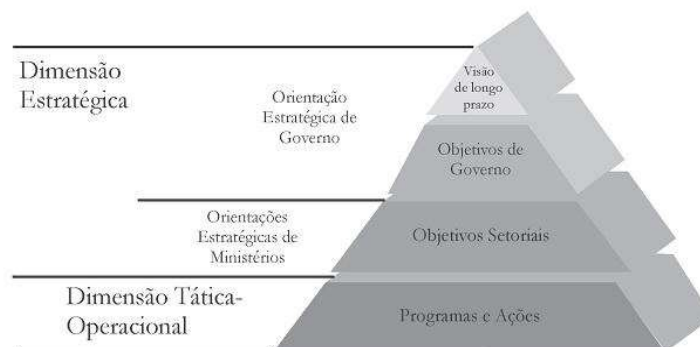 Dimensão
Estratégica
Orientação
Estratégica de
Governo
Visão
de longo
prazo
Objetivos de
Governo
Orientações
Estratégicas de
Ministérios
Objetivos Setoriais
Dimensão Tática-
Operacional
Programas e Ações